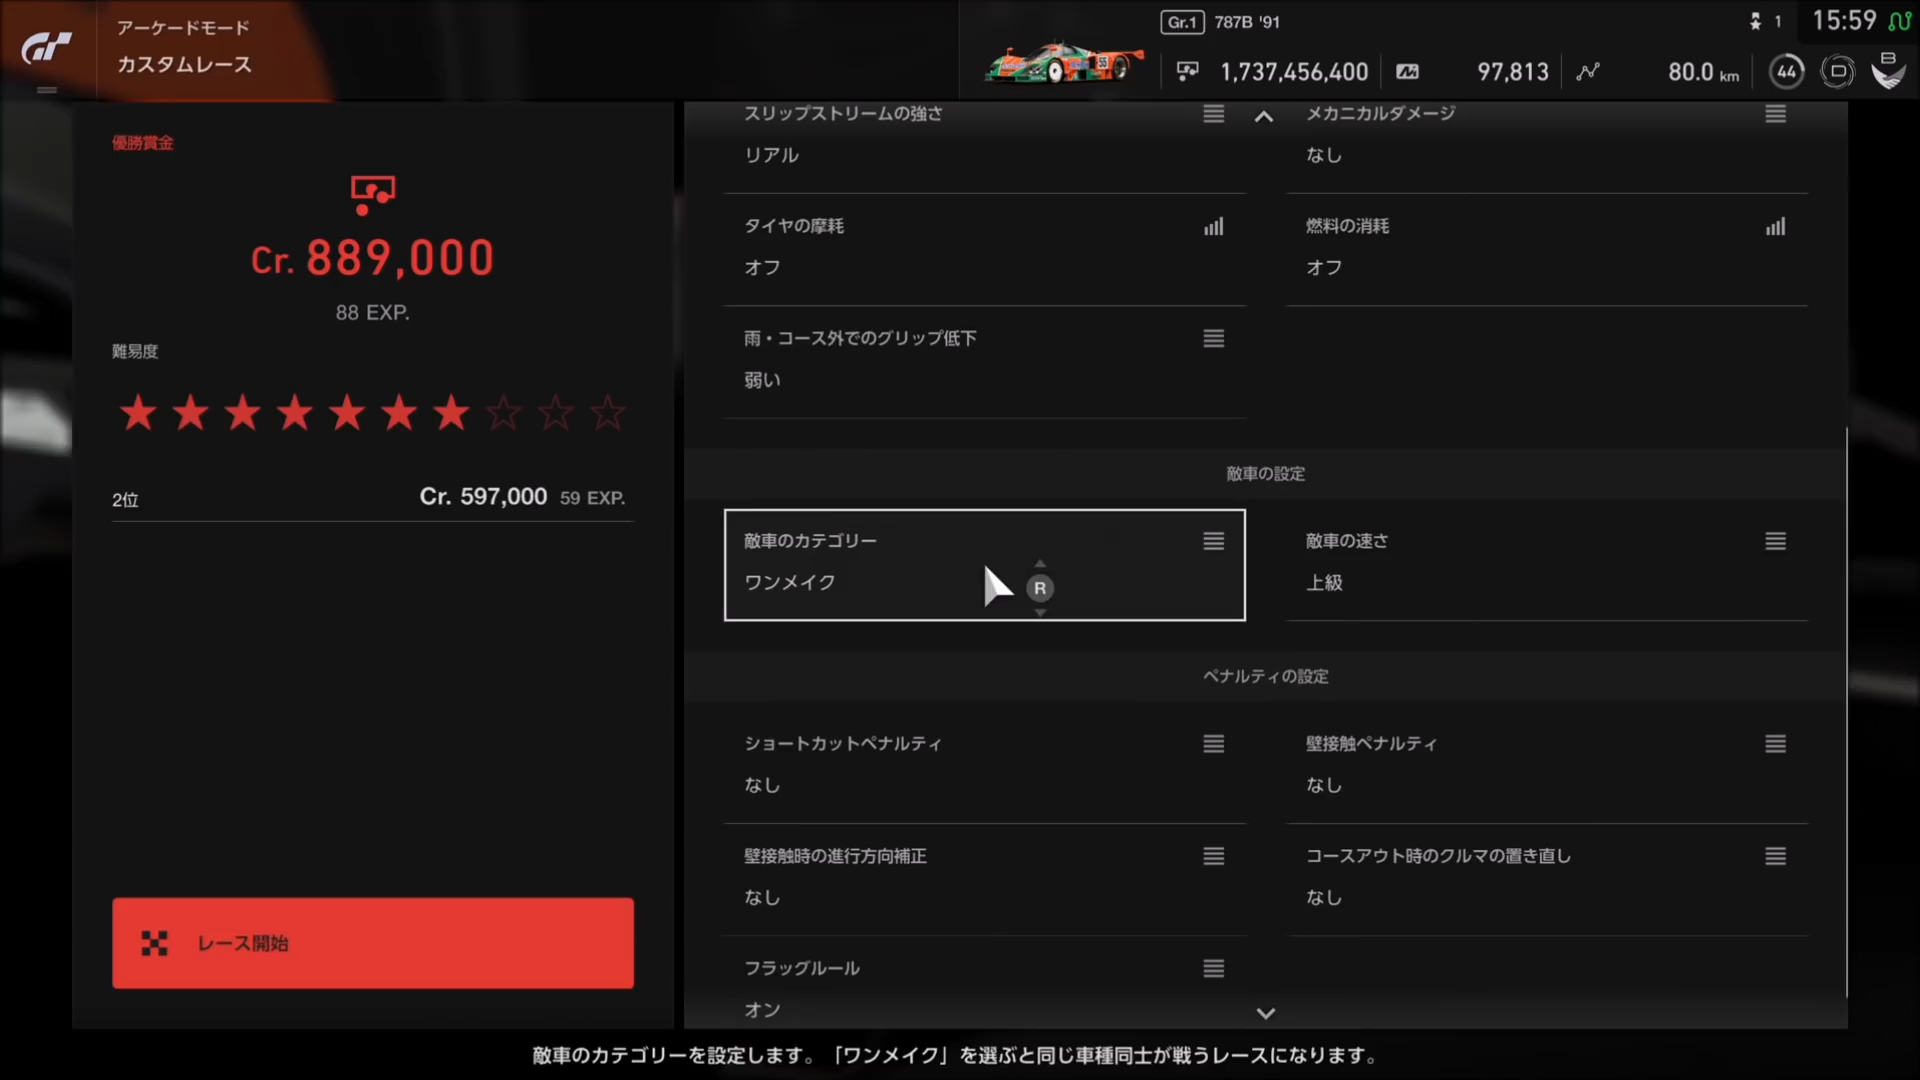 アーケードモード
カスタムレース
Gr.1 787B '91
1
15:59
1,737,456,400
97,813
80.0 km
44
D
B
55
優勝賞金
Cr. 889,000
88 EXP.
難易度
2位 Cr. 597,000 59 EXP.
レース開始
スリップストリームの強さ
リアル
メカニカルダメージ
なし
タイヤの摩耗
オフ
燃料の消耗
オフ
雨・コース外でのグリップ低下
弱い
敵車の設定
敵車のカテゴリー
ワンメイク
R
敵車の速さ
上級
ペナルティの設定
ショートカットペナルティ
なし
壁接触ペナルティ
なし
壁接触時の進行方向補正
なし
コースアウト時のクルマの置き直し
なし
フラッグルール
オン
敵車のカテゴリーを設定します。「ワンメイク」を選ぶと同じ車種同士が戦うレースになります。